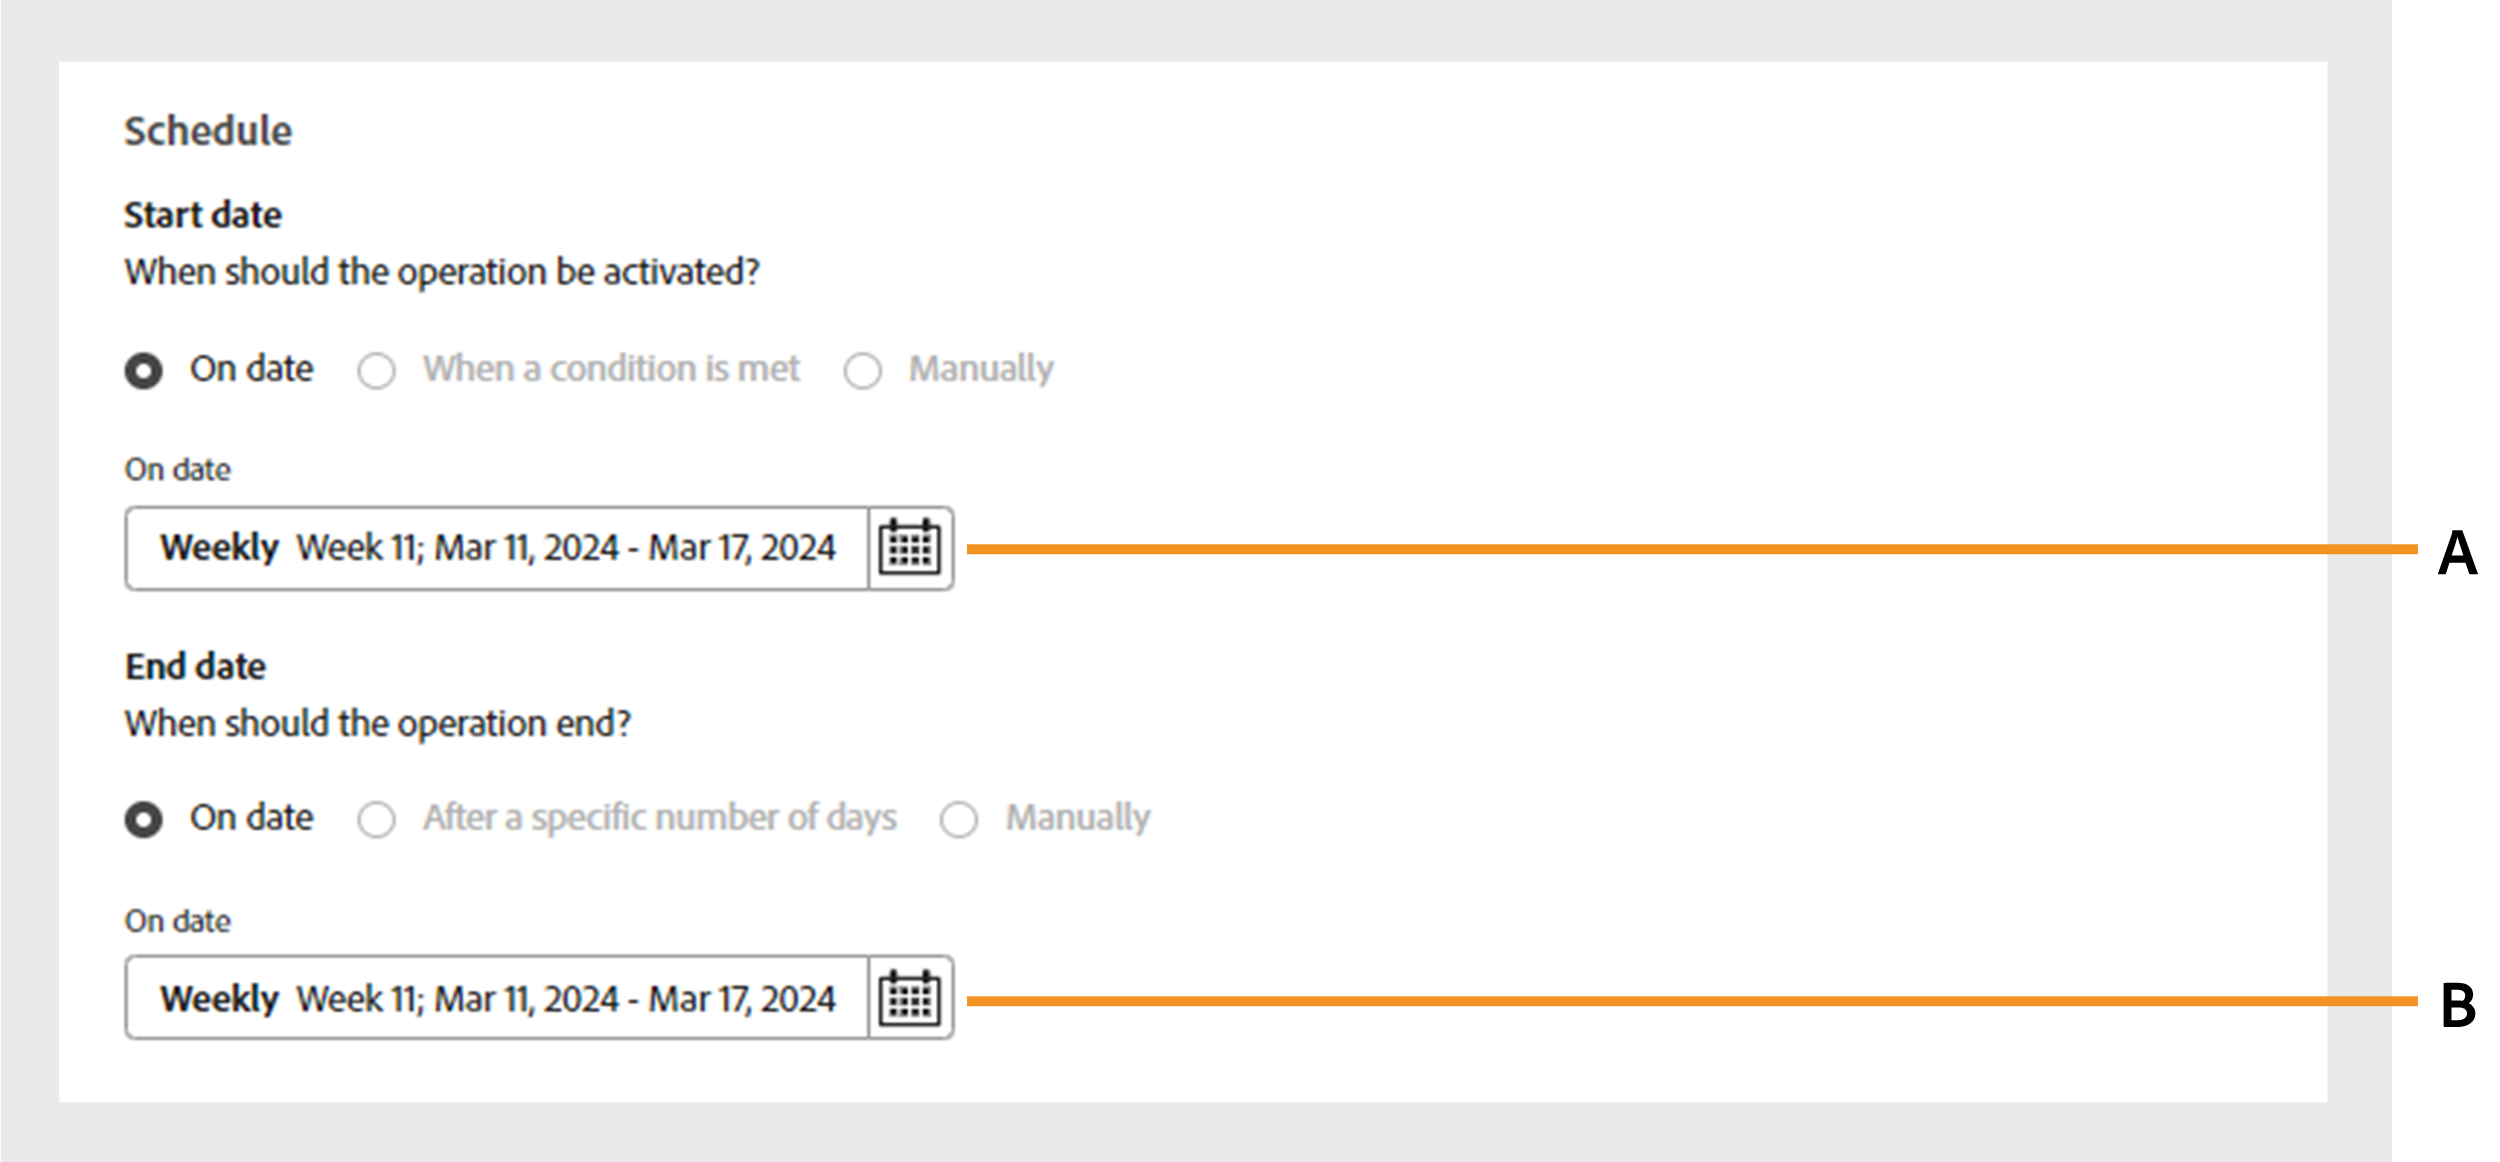 Schedule
Start date
When should the operation be activated?
On date When a condition is met Manually
On date
Weekly Week 11; Mar 11, 2024 - Mar 17, 2024
A
End date
When should the operation end?
On date After a specific number of days Manually
On date
Weekly Week 11; Mar 11, 2024 - Mar 17, 2024
B